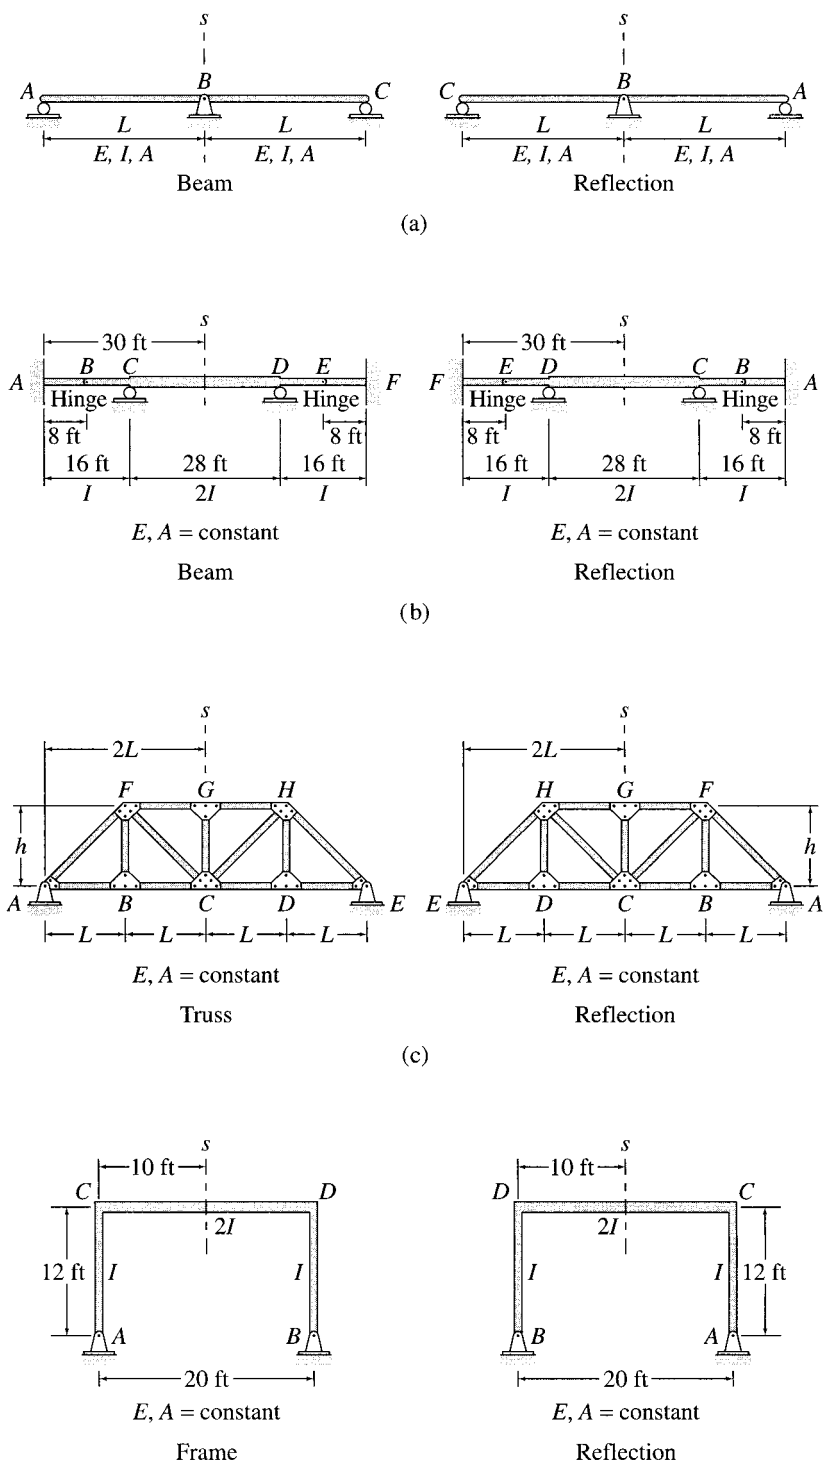 s s
A B C C B A
L L L L
E, I, A E, I, A E, I, A E, I, A
Beam Reflection
(a)
s s
30 ft 30 ft
A B C D E F F E D C B A
Hinge Hinge Hinge Hinge
8 ft 8 ft 8 ft 8 ft
16 ft 28 ft 16 ft 16 ft 28 ft 16 ft
I 2I I I 2I I
E, A = constant E, A = constant
Beam Reflection
(b)
s s
2L 2L
F G H H G F
h h
A B C D E E D C B A
L L L L L L L L
E, A = constant E, A = constant
Truss Reflection
(c)
s s
10 ft 10 ft
C D D C
2I 2I
12 ft I I I I 12 ft
A B B A
20 ft 20 ft
E, A = constant E, A = constant
Frame Reflection